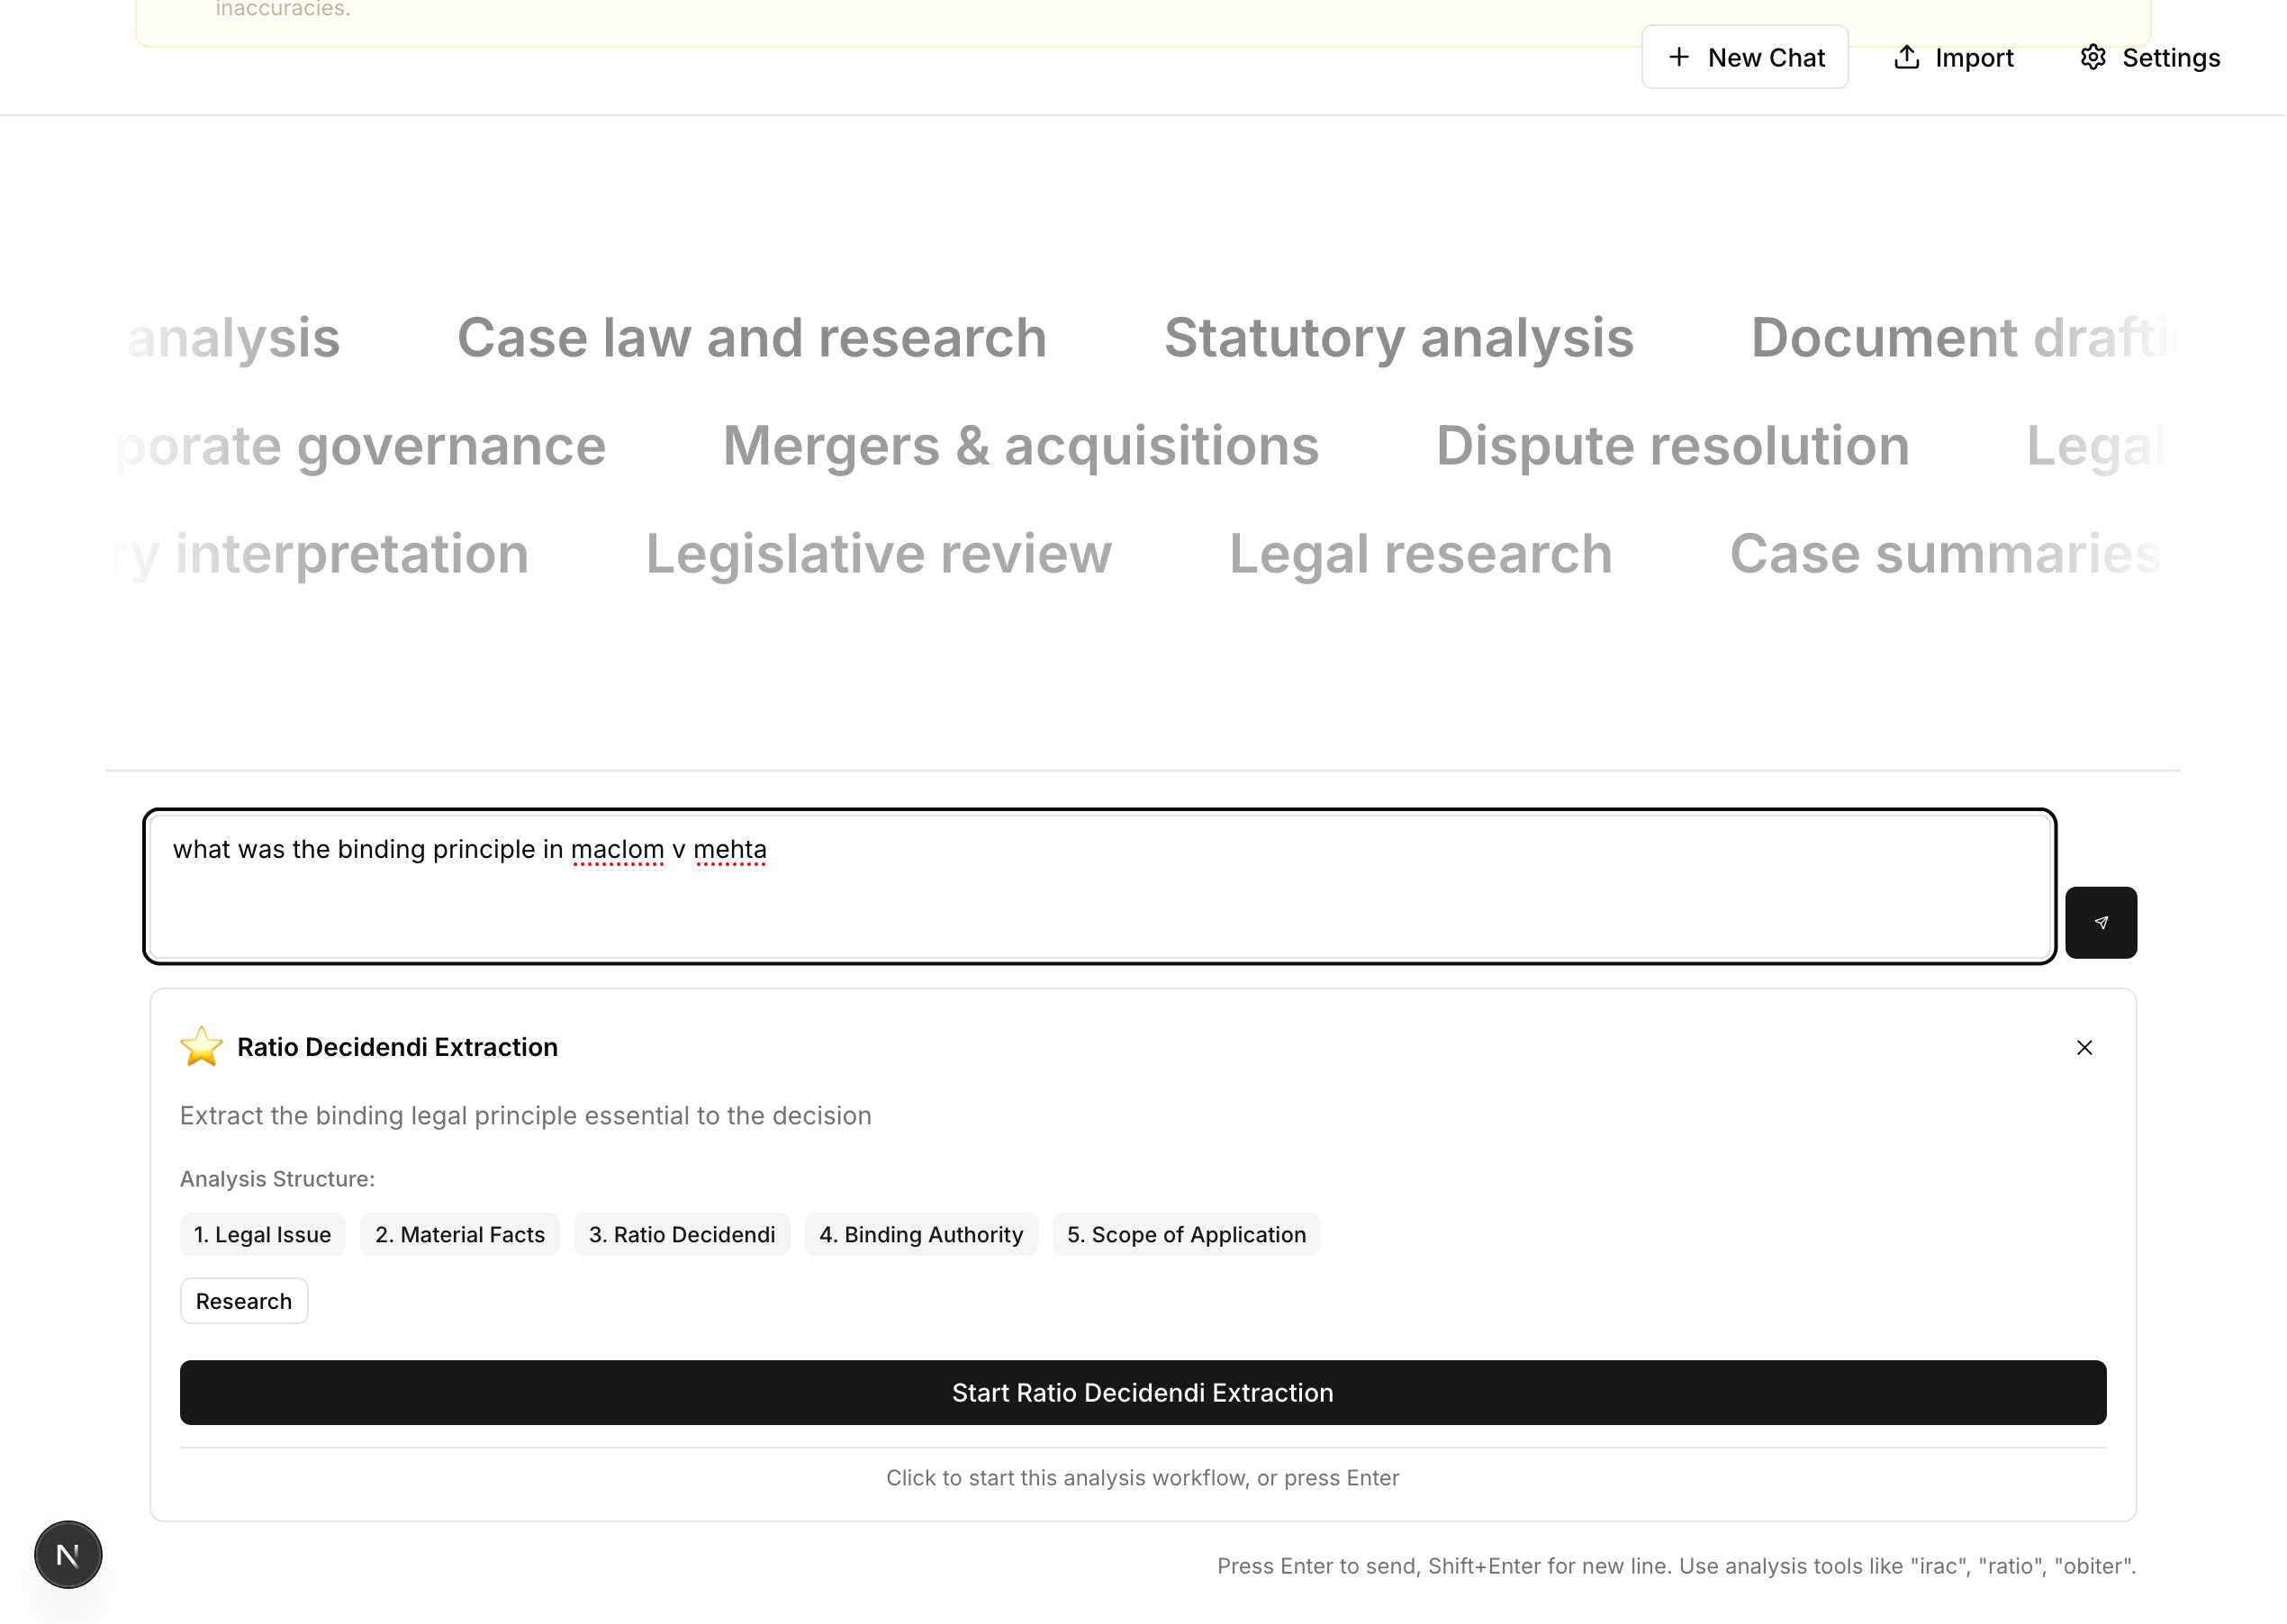 inaccuracies.
New Chat Import Settings
analysis Case law and research Statutory analysis Document drafti
porate governance Mergers & acquisitions Dispute resolution Legal
ry interpretation Legislative review Legal research Case summaries
what was the binding principle in maclom v mehta
Ratio Decidendi Extraction
Extract the binding legal principle essential to the decision
Analysis Structure:
1. Legal Issue 2. Material Facts 3. Ratio Decidendi 4. Binding Authority 5. Scope of Application
Research
Start Ratio Decidendi Extraction
Click to start this analysis workflow, or press Enter
N
Press Enter to send, Shift+Enter for new line. Use analysis tools like "irac", "ratio", "obiter".